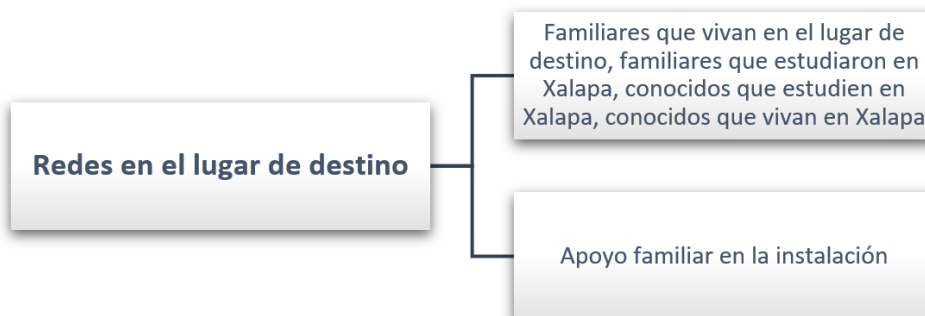 Familiares que vivan en el lugar de
destino, familiares que estudiaron en
Xalapa, conocidos que estudien en
Xalapa, conocidos que vivan en Xalapa
Redes en el lugar de destino
Apoyo familiar en la instalación